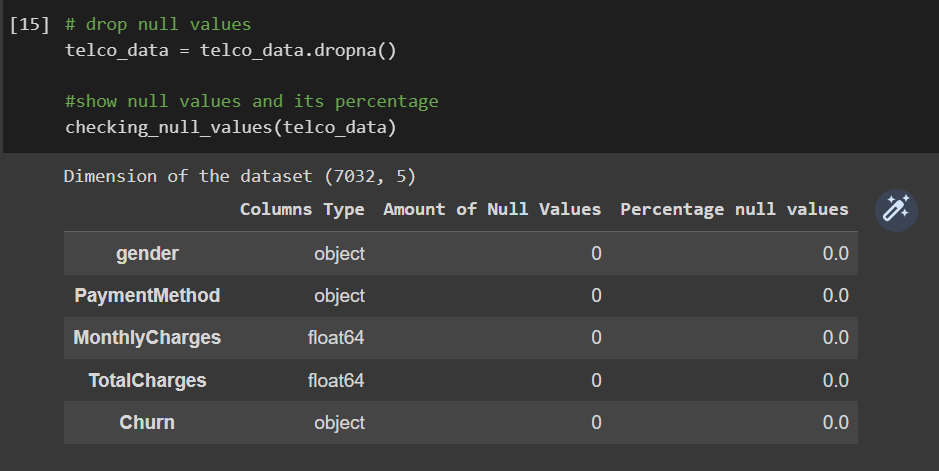 [15] # drop null values
telco_data = telco_data.dropna()
#show null values and its percentage
checking_null_values(telco_data)
Dimension of the dataset (7032, 5)
Columns Type Amount of Null Values Percentage null values
gender object 0 0.0
PaymentMethod object 0 0.0
MonthlyCharges float64 0 0.0
TotalCharges float64 0 0.0
Churn object 0 0.0